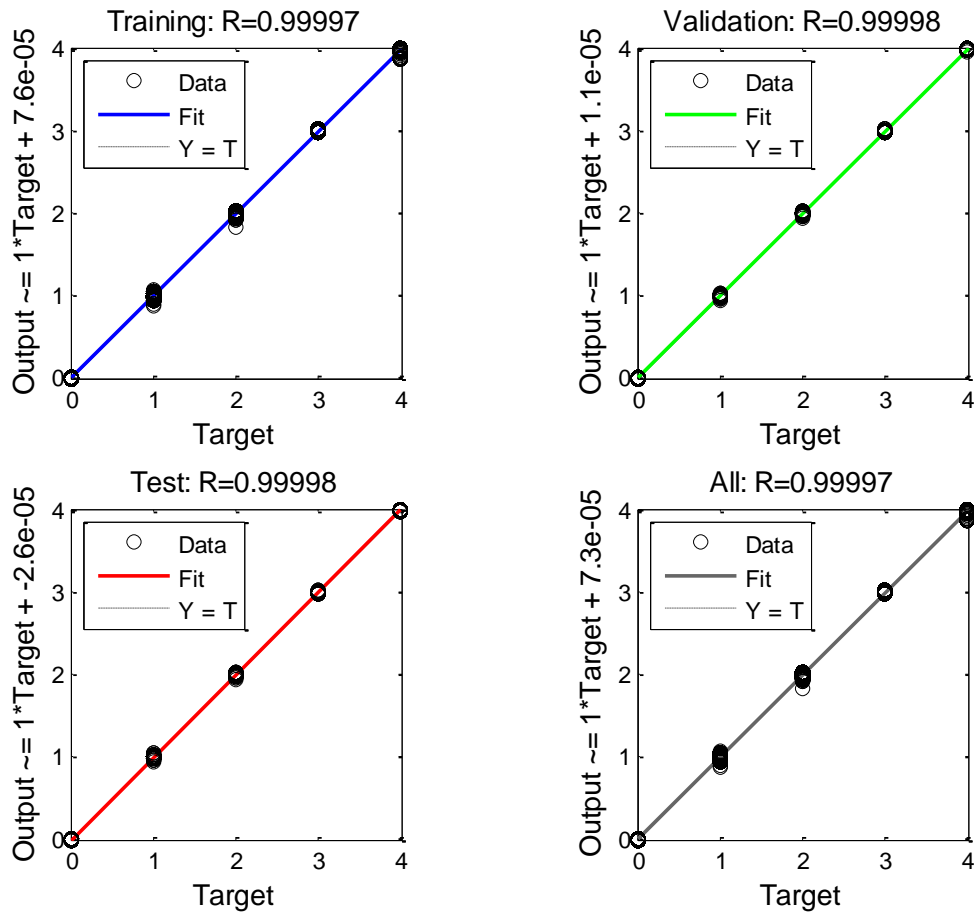 Training: R=0.99997
Output ~= 1*Target + 7.6e-05
4
3
2
1
0
Data
Fit
Y = T
0 1 2 3 4
Target
Validation: R=0.99998
Output ~= 1*Target + 1.1e-05
4
3
2
1
0
Data
Fit
Y = T
0 1 2 3 4
Target
Test: R=0.99998
Output ~= 1*Target + -2.6e-05
4
3
2
1
0
Data
Fit
Y = T
0 1 2 3 4
Target
All: R=0.99997
Output ~= 1*Target + 7.3e-05
4
3
2
1
0
Data
Fit
Y = T
0 1 2 3 4
Target